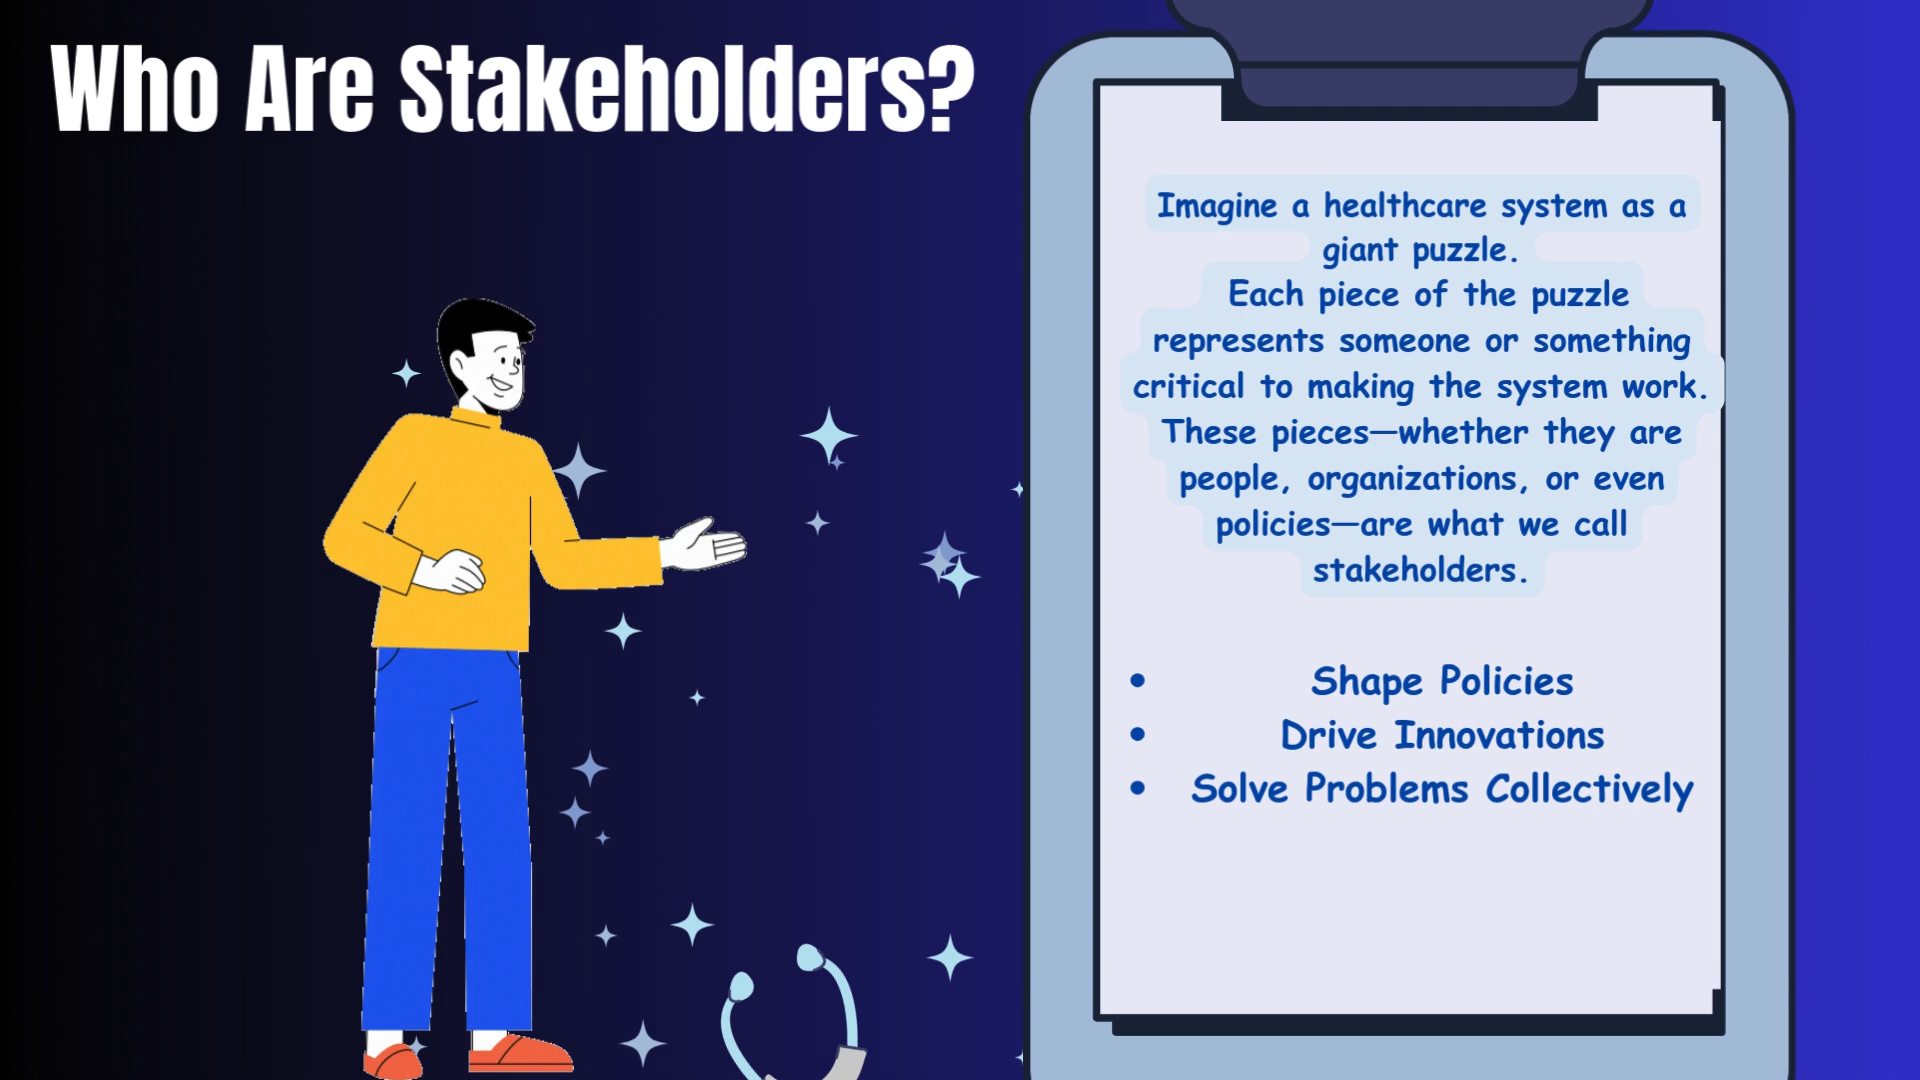 Who Are Stakeholders?
Imagine a healthcare system as a
giant puzzle.
Each piece of the puzzle
represents someone or something
critical to making the system work.
These pieces—whether they are
people, organizations, or even
policies—are what we call
stakeholders.
• Shape Policies
• Drive Innovations
• Solve Problems Collectively